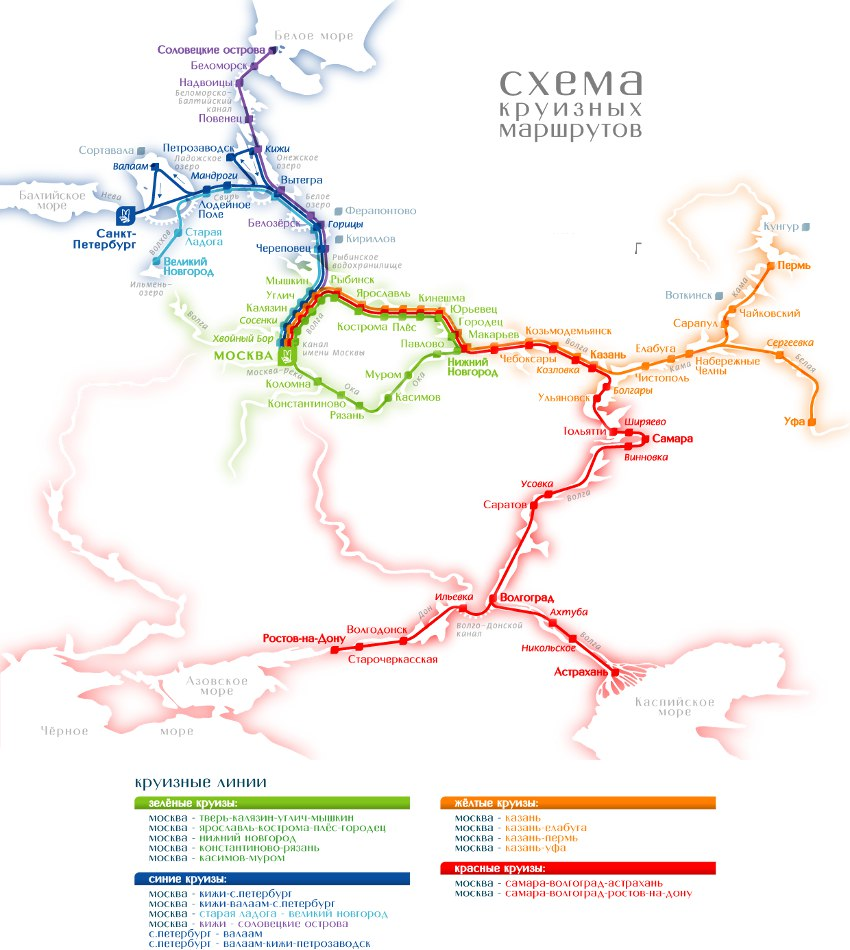 схема
круизных
маршрутов
Белое море
Соловецкие острова
Беломорск
Надвоицы
Беломорско-
Балтийский
канал
Повенец
Сортавала
Петрозаводск
Кижи
Ладожское
озеро
Онежское
озеро
Валаам
Мандроги
Вытегра
Балтийское
море
Нева
Свирь
Лодейное
Поле
Белое
озеро
Ферапонтово
Санкт-
Петербург
Волхов
Старая
Ладога
Белозёрск
Горицы
Кириллов
Череповец
Великий
Новгород
Рыбинское
водохранилище
Ильмень-
озеро
Кунгур
Пермь
Мышкин
Рыбинск
Углич
Ярославль
Кинешма
Воткинск
Кама
Калязин
Юрьевец
Чайковский
Сосенки
Волга
Волга
Кострома
Плёс
Городец
Сарапул
Хвойный Бор
канал
имени Москвы
Павлово
Макарьев
Козьмодемьянск
Волга
Елабуга
Сергеевка
МОСКВА
Нижний
Новгород
Чебоксары
Казань
Кама
Набережные
Челны
Белая
Москва-река
Козловка
Чистополь
Коломна
Ока
Муром
Ока
Ульяновск
Болгары
Константиново
Касимов
Рязань
Уфа
Ширяево
Тольятти
Самара
Винновка
Усовка
Волга
Саратов
Ильевка
Волгоград
Дон
Ахтуба
Волго-Донской
канал
Волгодонск
Ростов-на-Дону
Волга
Никольское
Старочеркасская
Астрахань
Азовское
море
Каспийское
море
Чёрное
море
круизные линии
зелёные круизы:
москва - тверь-калязин-углич-мышкин
москва - ярославль-кострома-плёс-городец
москва - нижний новгород
москва - константиново-рязань
москва - касимов-муром
синие круизы:
москва - кижи-с.петербург
москва - кижи-валаам-с.петербург
москва - старая ладога - великий новгород
москва - кижи - соловецкие острова
с.петербург - валаам
с.петербург - валаам-кижи-петрозаводск
жёлтые круизы:
москва - казань
москва - казань-елабуга
москва - казань-пермь
москва - казань-уфа
красные круизы:
москва - самара-волгоград-астрахань
москва - самара-волгоград-ростов-на-дону